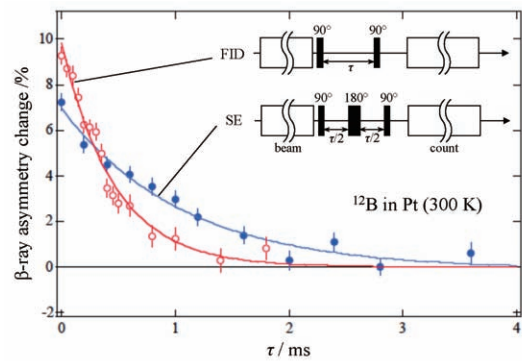 10
8
6
4
2
0
-2
β-ray asymmetry change /%
FID
90°
90°
τ
SE
90°
180°
90°
τ/2
τ/2
beam
count
¹²B in Pt (300 K)
0
1
2
3
4
τ / ms